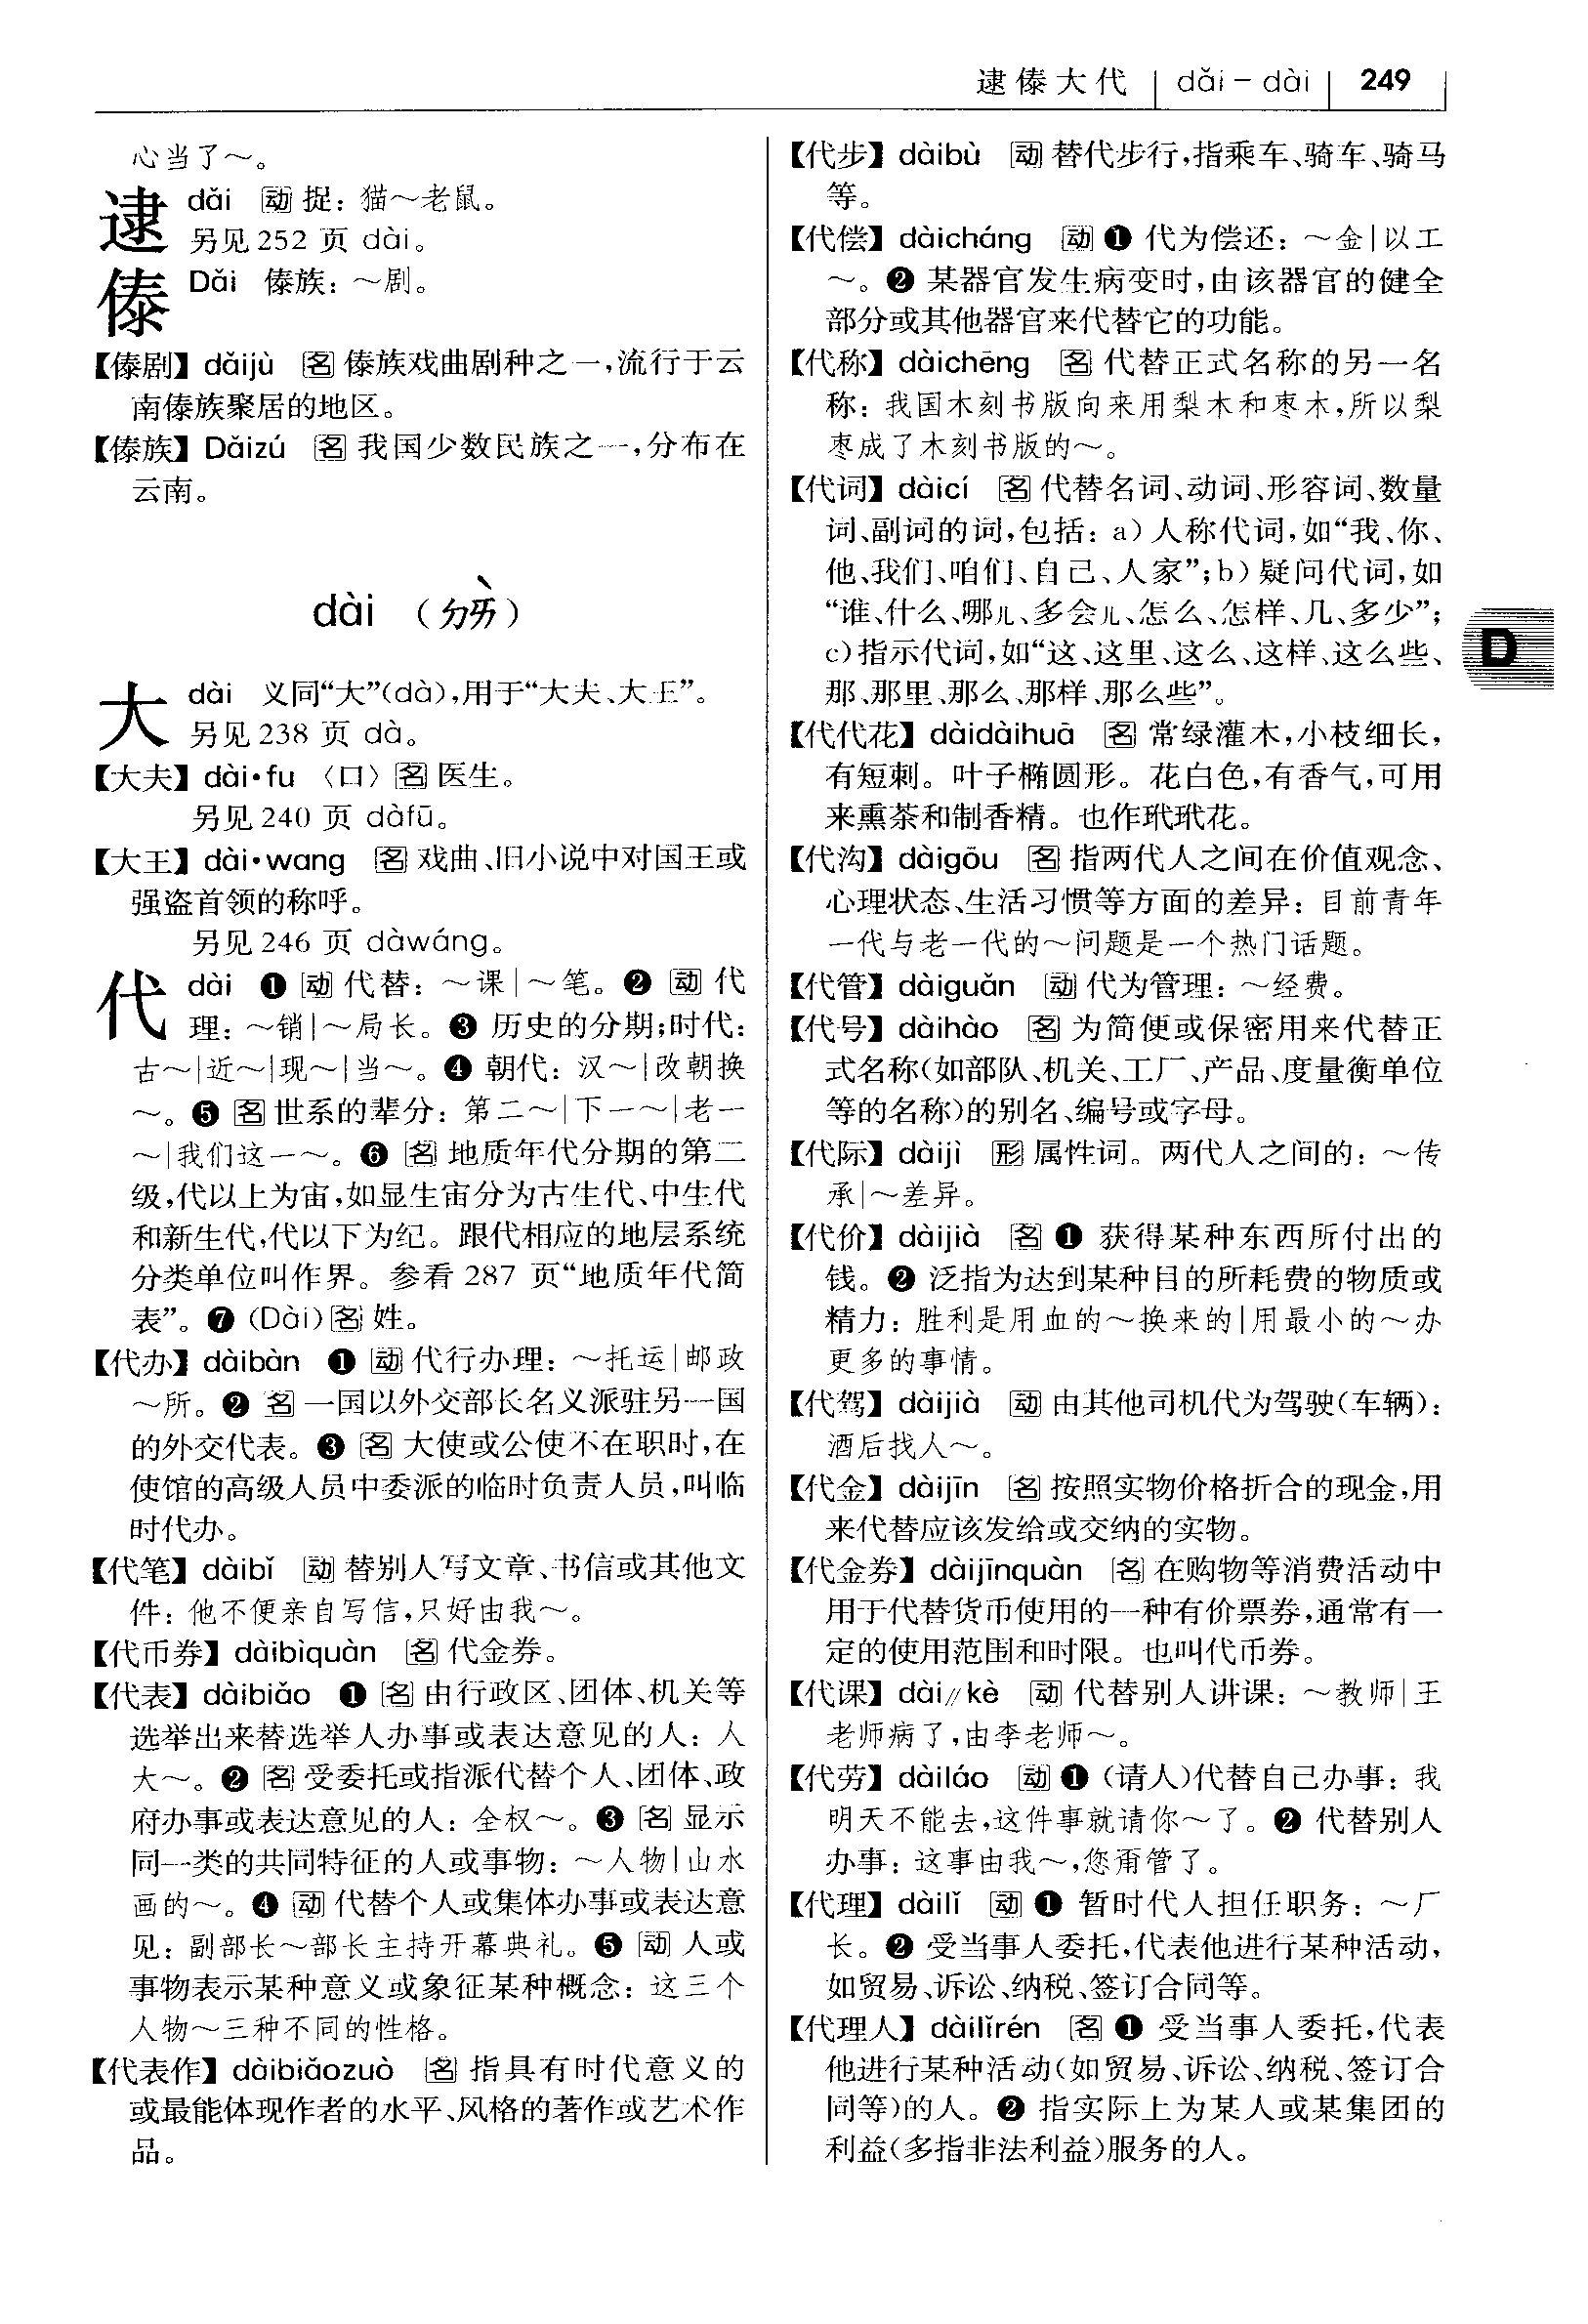 逮傣大代 | dǎi－dài | 249
心当了～。
逮 dǎi [动] 捉：猫～老鼠。
另见252 页 dài。
傣 Dǎi 傣族：～剧。
【傣剧】dǎijù [名] 傣族戏曲剧种之一,流行于云
南傣族聚居的地区。
【傣族】Dǎizú [名] 我国少数民族之一,分布在
云南。
dài （ㄉㄞˋ）
大 dài 义同“大”(dà),用于“大夫、大王”。
另见238 页 dà。
【大夫】dài•fu 〈口〉[名] 医生。
另见240 页 dàfū。
【大王】dài•wang [名] 戏曲、旧小说中对国王或
强盗首领的称呼。
另见246 页 dàwáng。
代 dài ❶ [动] 代替：～课|～笔。❷ [动] 代
理：～销|～局长。❸ 历史的分期;时代：
古～|近～|现～|当～。❹ 朝代：汉～|改朝换
～。❺ [名] 世系的辈分：第二～|下一～|老一
～|我们这一～。❻ [名] 地质年代分期的第二
级,代以上为宙,如显生宙分为古生代、中生代
和新生代,代以下为纪。跟代相应的地层系统
分类单位叫作界。参看 287 页“地质年代简
表”。❼ (Dài)[名] 姓。
【代办】dàibàn ❶ [动] 代行办理：～托运|邮政
～所。❷ [名] 一国以外交部长名义派驻另一国
的外交代表。❸ [名] 大使或公使不在职时,在
使馆的高级人员中委派的临时负责人员,叫临
时代办。
【代笔】dàibǐ [动] 替别人写文章、书信或其他文
件：他不便亲自写信,只好由我～。
【代币券】dàibìquàn [名] 代金券。
【代表】dàibiǎo ❶ [名] 由行政区、团体、机关等
选举出来替选举人办事或表达意见的人：人
大～。❷ [名] 受委托或指派代替个人、团体、政
府办事或表达意见的人：全权～。❸ [名] 显示
同一类的共同特征的人或事物：～人物|山水
画的～。❹ [动] 代替个人或集体办事或表达意
见：副部长～部长主持开幕典礼。❺ [动] 人或
事物表示某种意义或象征某种概念：这三个
人物～三种不同的性格。
【代表作】dàibiǎozuò [名] 指具有时代意义的
或最能体现作者的水平、风格的著作或艺术作
品。
【代步】dàibù [动] 替代步行,指乘车、骑车、骑马
等。
【代偿】dàicháng [动] ❶ 代为偿还：～金|以工
～。❷ 某器官发生病变时,由该器官的健全
部分或其他器官来代替它的功能。
【代称】dàichēng [名] 代替正式名称的另一名
称：我国木刻书版向来用梨木和枣木,所以梨
枣成了木刻书版的～。
【代词】dàicí [名] 代替名词、动词、形容词、数量
词、副词的词,包括：a）人称代词,如“我、你、
他、我们、咱们、自己、人家”;b）疑问代词,如
“谁、什么、哪儿、多会儿、怎么、怎样、几、多少”;
c）指示代词,如“这、这里、这么、这样、这么些、
那、那里、那么、那样、那么些”。
【代代花】dàidàihuā [名] 常绿灌木,小枝细长,
有短刺。叶子椭圆形。花白色,有香气,可用
来熏茶和制香精。也作玳玳花。
【代沟】dàigōu [名] 指两代人之间在价值观念、
心理状态、生活习惯等方面的差异：目前青年
一代与老一代的～问题是一个热门话题。
【代管】dàiguǎn [动] 代为管理：～经费。
【代号】dàihào [名] 为简便或保密用来代替正
式名称(如部队、机关、工厂、产品、度量衡单位
等的名称)的别名、编号或字母。
【代际】dàijì [形] 属性词。两代人之间的：～传
承|～差异。
【代价】dàijià [名] ❶ 获得某种东西所付出的
钱。❷ 泛指为达到某种目的所耗费的物质或
精力：胜利是用血的～换来的|用最小的～办
更多的事情。
【代驾】dàijià [动] 由其他司机代为驾驶(车辆)：
酒后找人～。
【代金】dàijīn [名] 按照实物价格折合的现金,用
来代替应该发给或交纳的实物。
【代金券】dàijīnquàn [名] 在购物等消费活动中
用于代替货币使用的一种有价票券,通常有一
定的使用范围和时限。也叫代币券。
【代课】dài//kè [动] 代替别人讲课：～教师|王
老师病了,由李老师～。
【代劳】dàiláo [动] ❶ (请人)代替自己办事：我
明天不能去,这件事就请你～了。❷ 代替别人
办事：这事由我～,您甭管了。
【代理】dàilǐ [动] ❶ 暂时代人担任职务：～厂
长。❷ 受当事人委托,代表他进行某种活动,
如贸易、诉讼、纳税、签订合同等。
【代理人】dàilǐrén [名] ❶ 受当事人委托,代表
他进行某种活动(如贸易、诉讼、纳税、签订合
同等)的人。❷ 指实际上为某人或某集团的
利益(多指非法利益)服务的人。
D